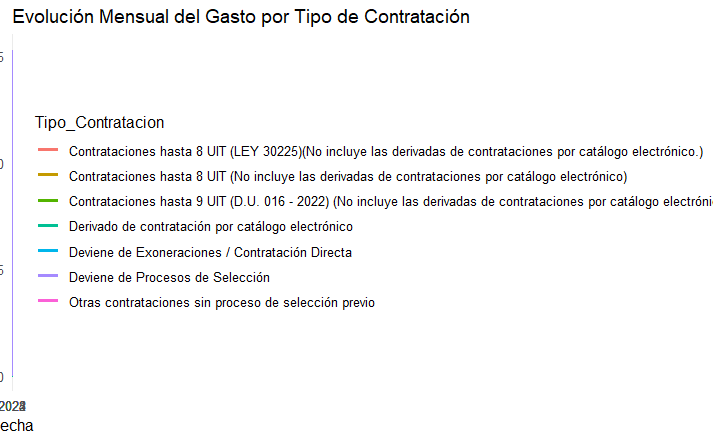 Evolución Mensual del Gasto por Tipo de Contratación
5
Tipo_Contratacion
Contrataciones hasta 8 UIT (LEY 30225)(No incluye las derivadas de contrataciones por catálogo electrónico.)
0
Contrataciones hasta 8 UIT (No incluye las derivadas de contrataciones por catálogo electrónico)
Contrataciones hasta 9 UIT (D.U. 016 - 2022) (No incluye las derivadas de contrataciones por catálogo electróni
Derivado de contratación por catálogo electrónico
Deviene de Exoneraciones / Contratación Directa
5
Deviene de Procesos de Selección
Otras contrataciones sin proceso de selección previo
0
echa